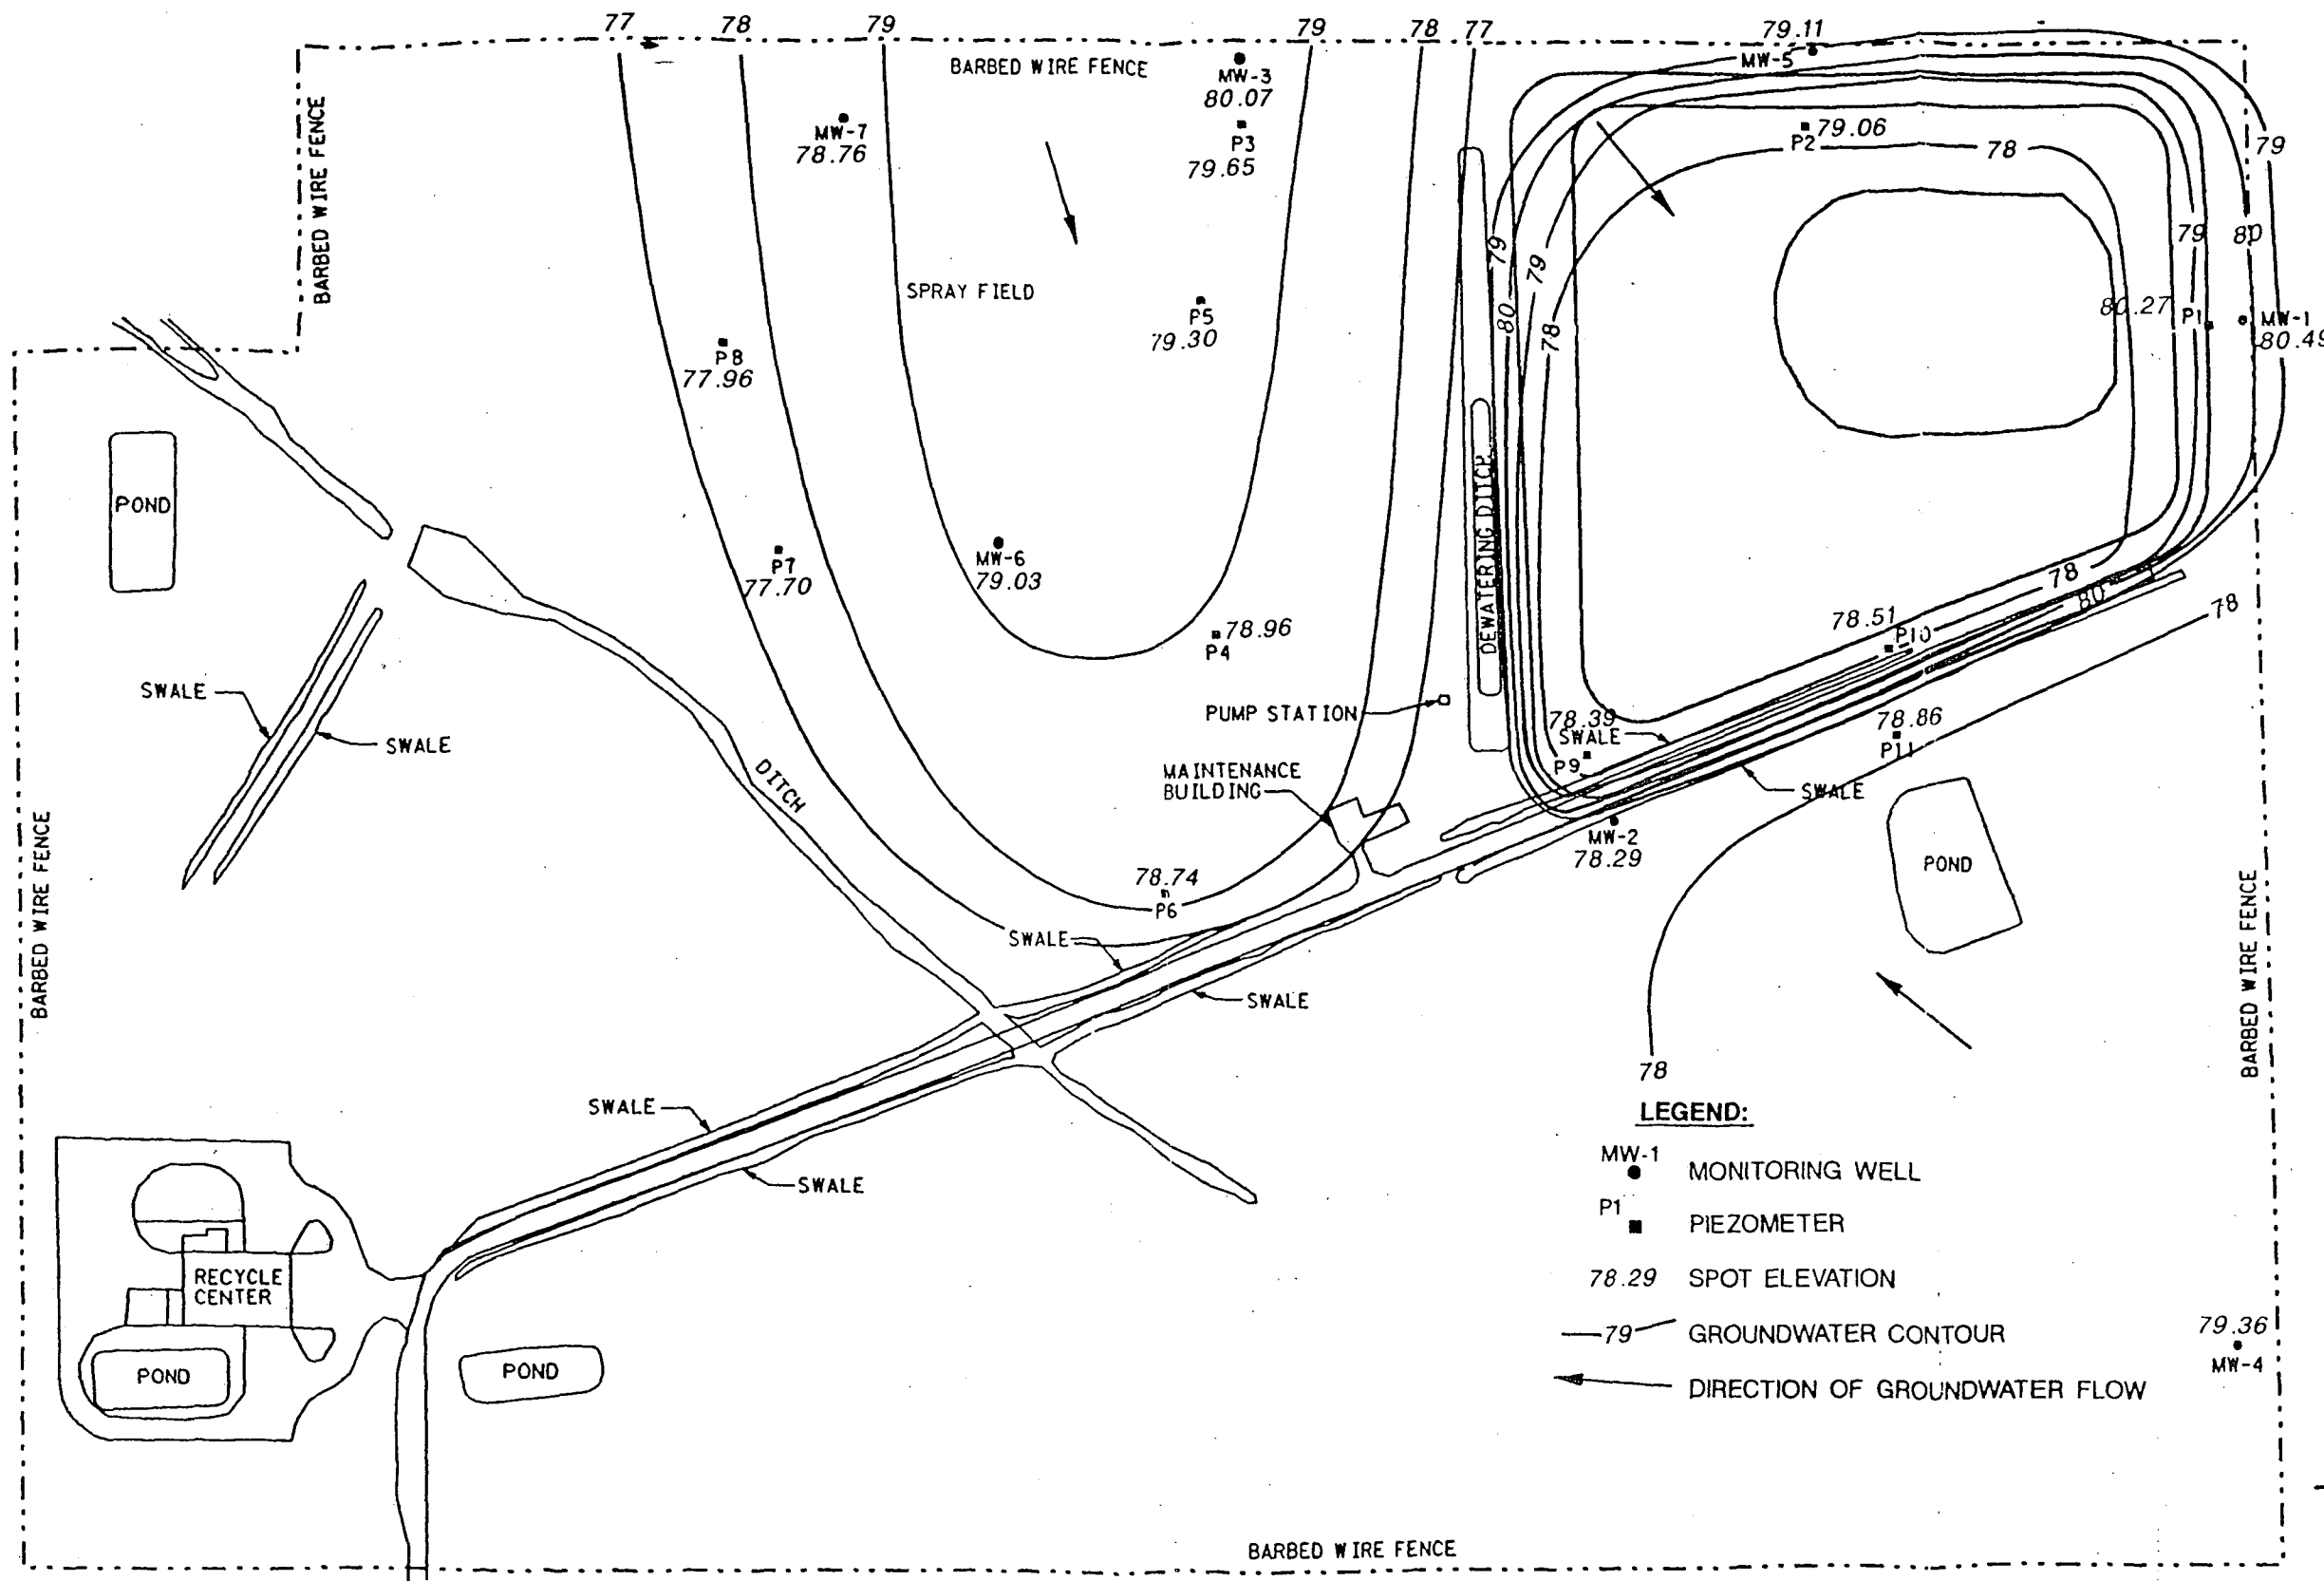 77 78 79 79 78 77 79.11
BARBED WIRE FENCE
MW-3
80.07
MW-5
BARBED WIRE FENCE
MW-7
78.76
P3
79.65
79.06
P2
78
79
SPRAY FIELD
79
79
80
78
79
80
P5
79.30
80.27
P1
MW-1
80.49
P8
77.96
POND
DEWATERING DITCH
P7
77.70
MW-6
79.03
78
80
78
78.96
P4
78.51
P10
SWALE
SWALE
PUMP STATION
78.39
SWALE
P9
78.86
P11
SWALE
MAINTENANCE
BUILDING
DITCH
MW-2
78.29
POND
BARBED WIRE FENCE
BARBED WIRE FENCE
78.74
P6
SWALE
SWALE
78
SWALE
SWALE
LEGEND:
MW-1
MONITORING WELL
P1
PIEZOMETER
78.29 SPOT ELEVATION
79 GROUNDWATER CONTOUR
DIRECTION OF GROUNDWATER FLOW
RECYCLE
CENTER
POND
POND
79.36
MW-4
BARBED WIRE FENCE